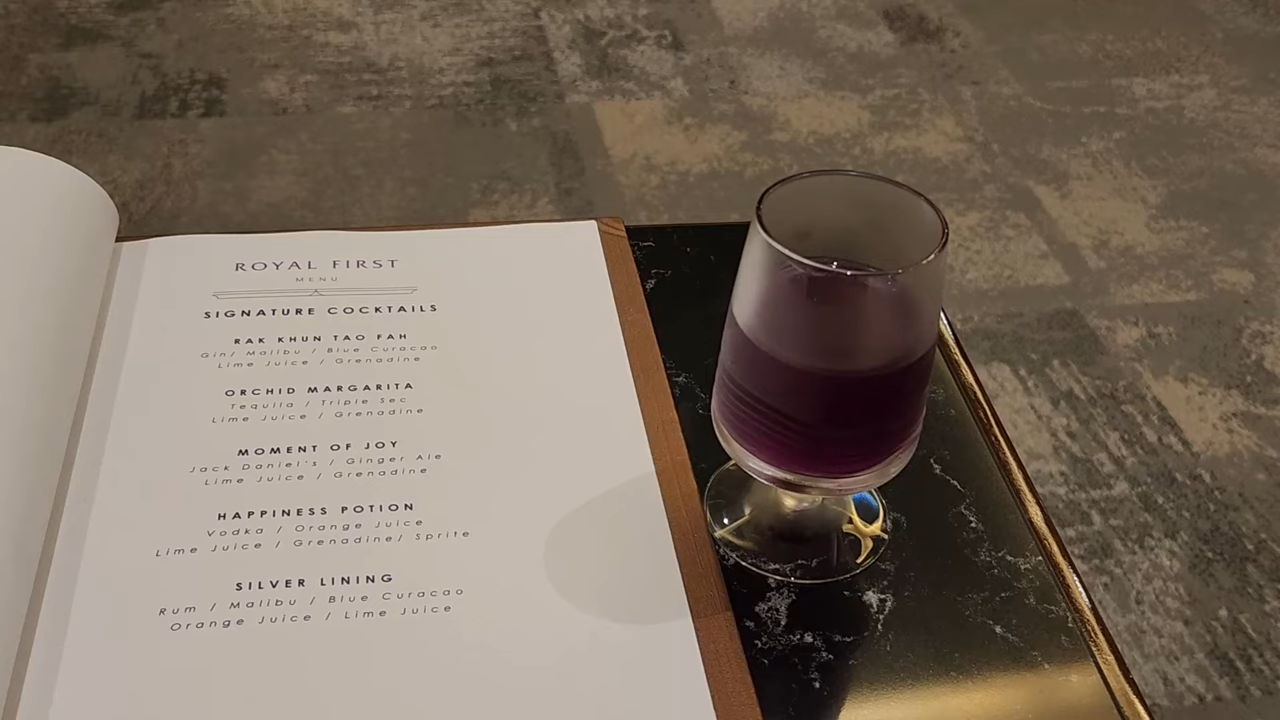 ROYAL FIRST
MENU
SIGNATURE COCKTAILS
RAK KHUN TAO FAH
Gin/ Malibu / Blue Curacao
Lime Juice / Grenadine
ORCHID MARGARITA
Tequila / Triple Sec
Lime Juice / Grenadine
MOMENT OF JOY
Jack Daniel's / Ginger Ale
Lime Juice / Grenadine
HAPPINESS POTION
Vodka / Orange Juice
Lime Juice / Grenadine/ Sprite
SILVER LINING
Rum / Malibu / Blue Curacao
Orange Juice / Lime Juice